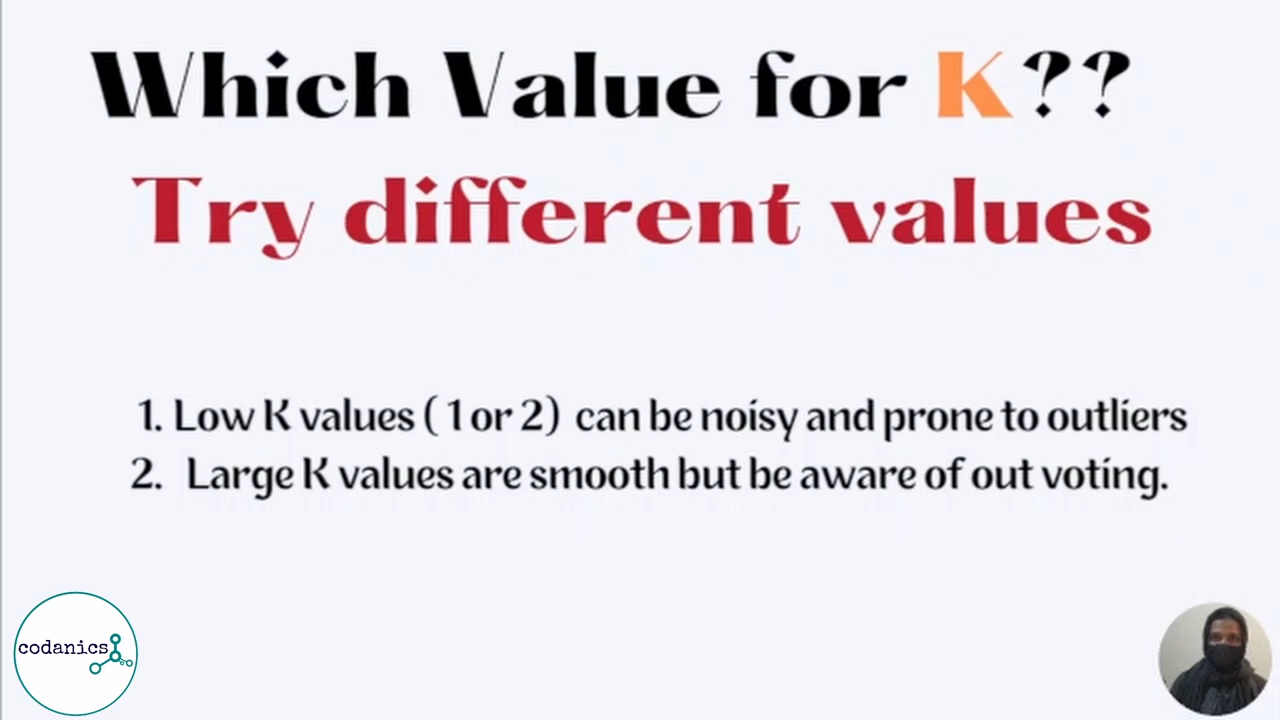 Which Value for K??
Try different values
1. Low K values ( 1 or 2) can be noisy and prone to outliers
2. Large K values are smooth but be aware of out voting.
codanics